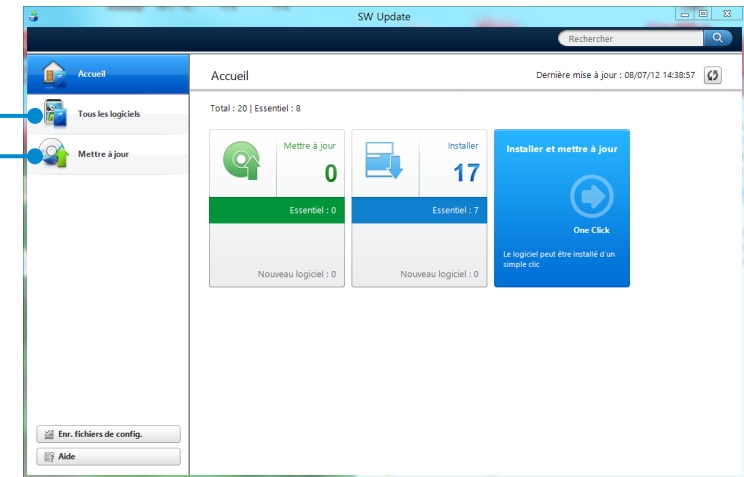 SW Update
Rechercher
Accueil
Tous les logiciels
Mettre à jour
Enr. fichiers de config.
Aide
Accueil
Dernière mise à jour : 08/07/12 14:38:57
Total : 20 | Essentiel : 8
Mettre à jour
0
Essentiel : 0
Nouveau logiciel : 0
Installer
17
Essentiel : 7
Nouveau logiciel : 0
Installer et mettre à jour
One Click
Le logiciel peut être installé d'un
simple clic